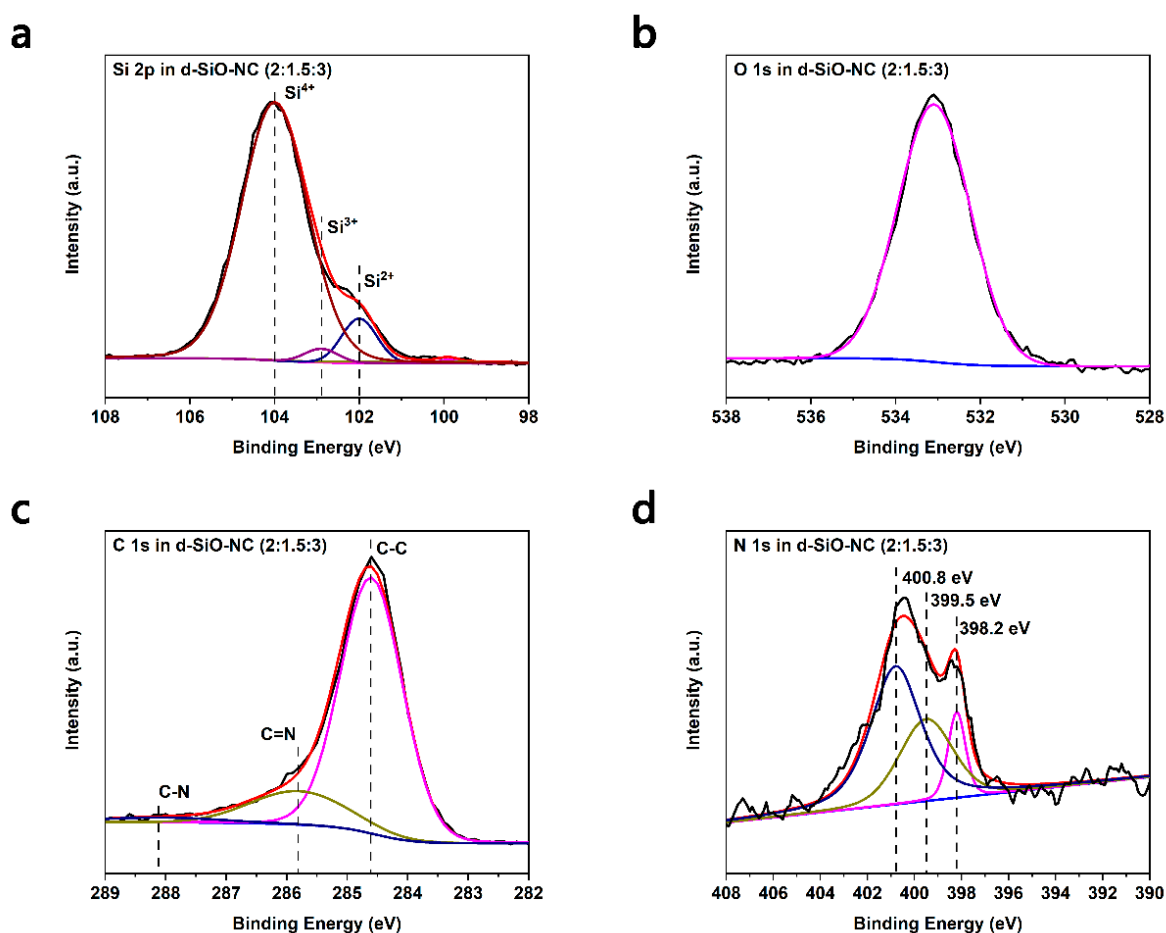 a
Si 2p in d-SiO-NC (2:1.5:3)
Si⁴⁺
Si³⁺
Si²⁺
Intensity (a.u.)
108 106 104 102 100 98
Binding Energy (eV)
b
O 1s in d-SiO-NC (2:1.5:3)
Intensity (a.u.)
538 536 534 532 530 528
Binding Energy (eV)
c
C 1s in d-SiO-NC (2:1.5:3)
C-C
C=N
C-N
Intensity (a.u.)
289 288 287 286 285 284 283 282
Binding Energy (eV)
d
N 1s in d-SiO-NC (2:1.5:3)
400.8 eV
399.5 eV
398.2 eV
Intensity (a.u.)
408 406 404 402 400 398 396 394 392 390
Binding Energy (eV)